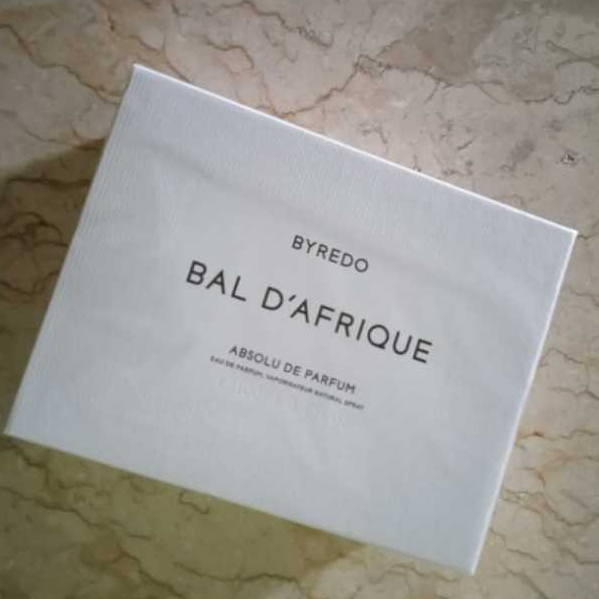 BYREDO
BAL D'AFRIQUE
ABSOLU DE PARFUM
EAU DE PARFUM, VAPORISATEUR NATURAL SPRAY